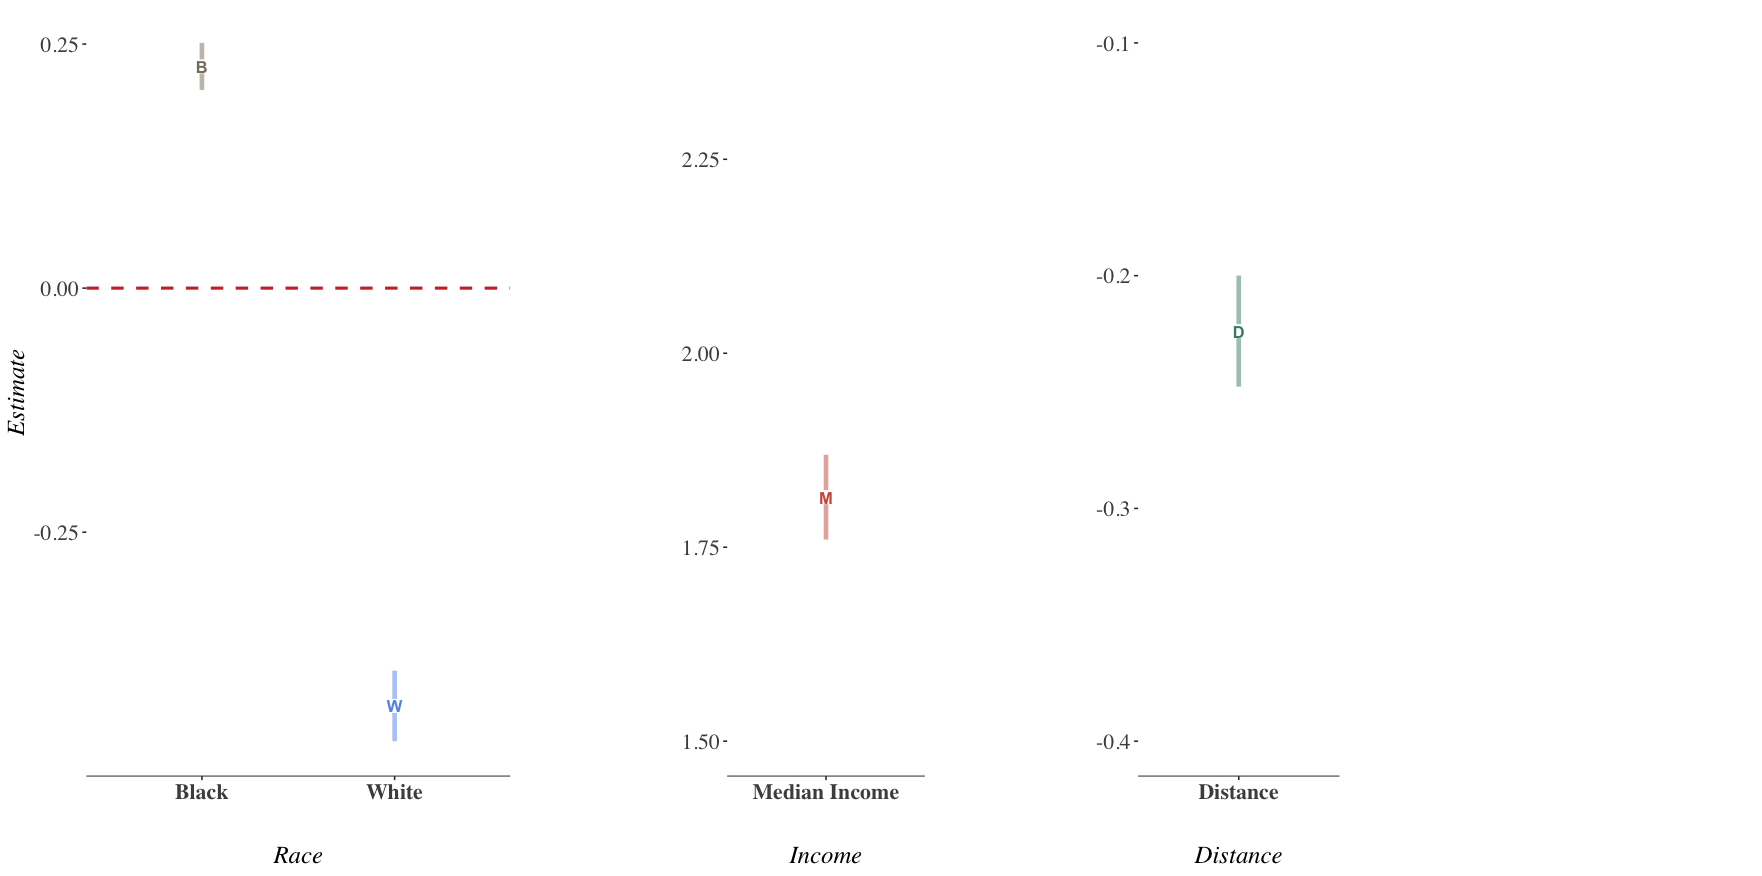 0.25
B
0.00
-0.25
W
Estimate
Black
White
Race
2.25
2.00
M
1.75
1.50
Median Income
Income
-0.1
-0.2
D
-0.3
-0.4
Distance
Distance